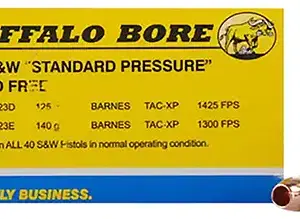 FFALO BORE
&W "STANDARD PRESSURE"
D FREE
23D 125 BARNES TAC-XP 1425 FPS
23E 140 g BARNES TAC-XP 1300 FPS
n ALL 40 S&W Pistols in normal operating condition.
LY BUSINESS.